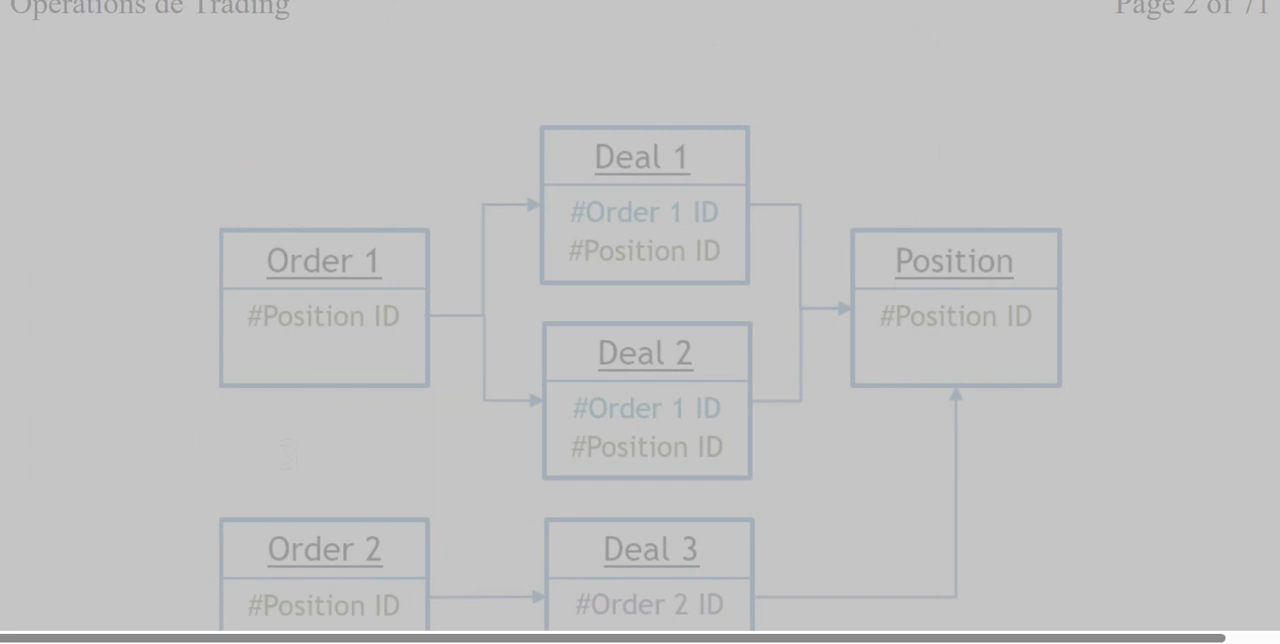 Opérations de Trading
Page 2 of 71
Deal 1
#Order 1 ID
#Position ID
Order 1
#Position ID
Position
#Position ID
Deal 2
#Order 1 ID
#Position ID
Order 2
#Position ID
Deal 3
#Order 2 ID